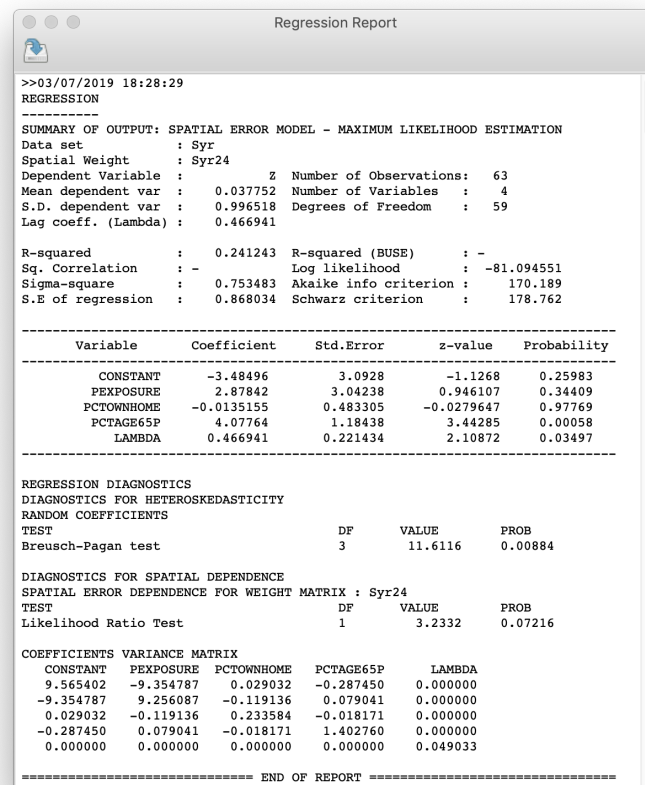 Regression Report
>>03/07/2019 18:28:29
REGRESSION
----------
SUMMARY OF OUTPUT: SPATIAL ERROR MODEL - MAXIMUM LIKELIHOOD ESTIMATION
Data set : Syr
Spatial Weight : Syr24
Dependent Variable : Z Number of Observations: 63
Mean dependent var : 0.037752 Number of Variables : 4
S.D. dependent var : 0.996518 Degrees of Freedom : 59
Lag coeff. (Lambda) : 0.466941
R-squared : 0.241243 R-squared (BUSE) : -
Sq. Correlation : - Log likelihood : -81.094551
Sigma-square : 0.753483 Akaike info criterion : 170.189
S.E of regression : 0.868034 Schwarz criterion : 178.762
-----------------------------------------------------------------------------
Variable Coefficient Std.Error z-value Probability
-----------------------------------------------------------------------------
CONSTANT -3.48496 3.0928 -1.1268 0.25983
PEXPOSURE 2.87842 3.04238 0.946107 0.34409
PCTOWNHOME -0.0135155 0.483305 -0.0279647 0.97769
PCTAGE65P 4.07764 1.18438 3.44285 0.00058
LAMBDA 0.466941 0.221434 2.10872 0.03497
-----------------------------------------------------------------------------
REGRESSION DIAGNOSTICS
DIAGNOSTICS FOR HETEROSKEDASTICITY
RANDOM COEFFICIENTS
TEST DF VALUE PROB
Breusch-Pagan test 3 11.6116 0.00884
DIAGNOSTICS FOR SPATIAL DEPENDENCE
SPATIAL ERROR DEPENDENCE FOR WEIGHT MATRIX : Syr24
TEST DF VALUE PROB
Likelihood Ratio Test 1 3.2332 0.07216
COEFFICIENTS VARIANCE MATRIX
CONSTANT PEXPOSURE PCTOWNHOME PCTAGE65P LAMBDA
9.565402 -9.354787 0.029032 -0.287450 0.000000
-9.354787 9.256087 -0.119136 0.079041 0.000000
0.029032 -0.119136 0.233584 -0.018171 0.000000
-0.287450 0.079041 -0.018171 1.402760 0.000000
0.000000 0.000000 0.000000 0.000000 0.049033
============================== END OF REPORT ================================